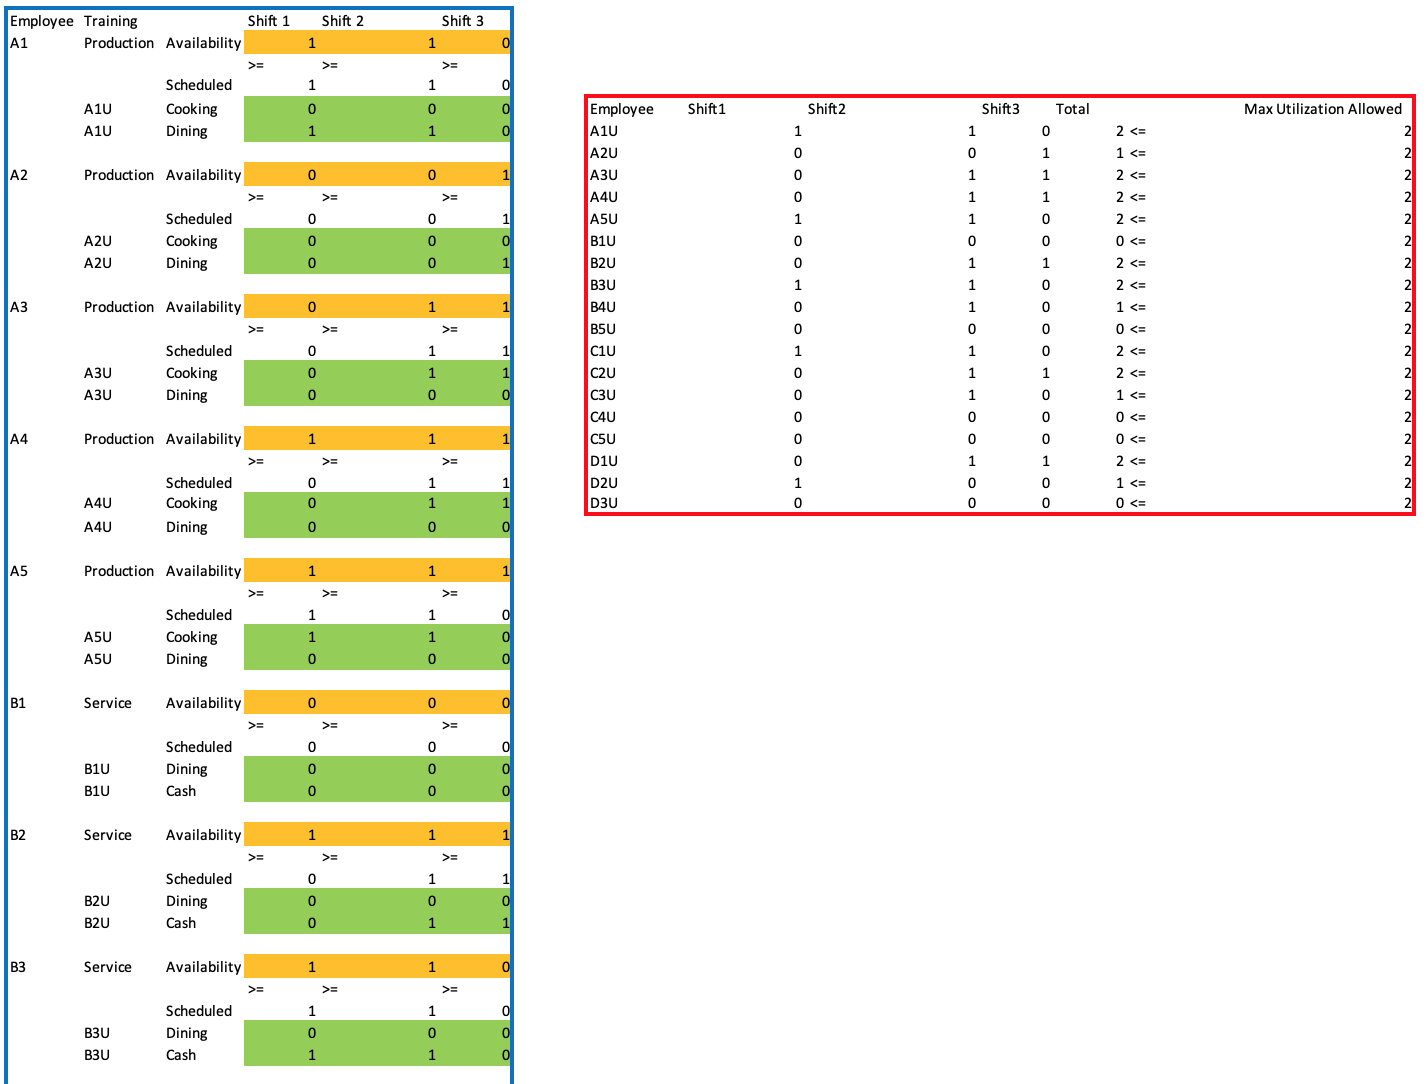 Employee Training Shift 1 Shift 2 Shift 3
A1 Production Availability 1 1 0
>= >= >=
Scheduled 1 1 0
A1U Cooking 0 0 0
A1U Dining 1 1 0
A2 Production Availability 0 0 1
>= >= >=
Scheduled 0 0 1
A2U Cooking 0 0 0
A2U Dining 0 0 1
A3 Production Availability 0 1 1
>= >= >=
Scheduled 0 1 1
A3U Cooking 0 1 1
A3U Dining 0 0 0
A4 Production Availability 1 1 1
>= >= >=
Scheduled 0 1 1
A4U Cooking 0 1 1
A4U Dining 0 0 0
A5 Production Availability 1 1 1
>= >= >=
Scheduled 1 1 0
A5U Cooking 1 1 0
A5U Dining 0 0 0
B1 Service Availability 0 0 0
>= >= >=
Scheduled 0 0 0
B1U Dining 0 0 0
B1U Cash 0 0 0
B2 Service Availability 1 1 1
>= >= >=
Scheduled 0 1 1
B2U Dining 0 0 0
B2U Cash 0 1 1
B3 Service Availability 1 1 0
>= >= >=
Scheduled 1 1 0
B3U Dining 0 0 0
B3U Cash 1 1 0
Employee Shift1 Shift2 Shift3 Total Max Utilization Allowed
A1U 1 1 0 2 <= 2
A2U 0 0 1 1 <= 2
A3U 0 1 1 2 <= 2
A4U 0 1 1 2 <= 2
A5U 1 1 0 2 <= 2
B1U 0 0 0 0 <= 2
B2U 0 1 1 2 <= 2
B3U 1 1 0 2 <= 2
B4U 0 1 0 1 <= 2
B5U 0 0 0 0 <= 2
C1U 1 1 0 2 <= 2
C2U 0 1 1 2 <= 2
C3U 0 1 0 1 <= 2
C4U 0 0 0 0 <= 2
C5U 0 0 0 0 <= 2
D1U 0 1 1 2 <= 2
D2U 1 0 0 1 <= 2
D3U 0 0 0 0 <= 2